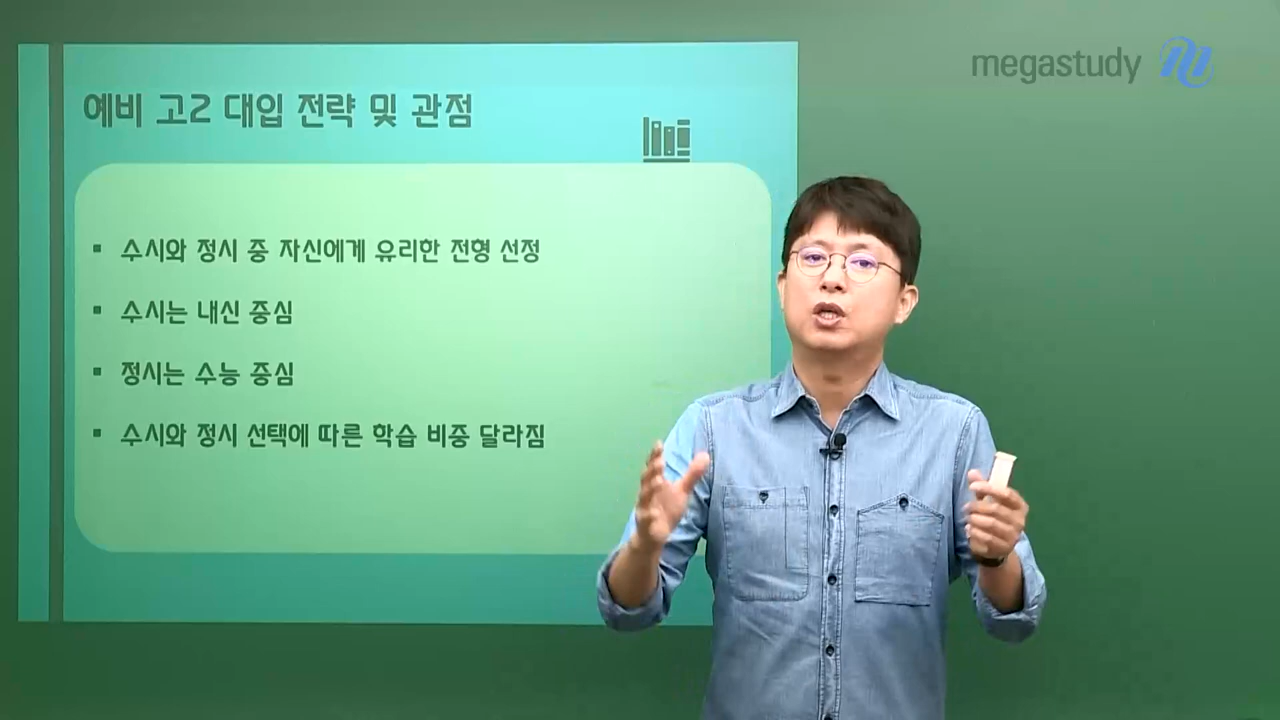 megastudy
예비 고2 대입 전략 및 관점
▪ 수시와 정시 중 자신에게 유리한 전형 선정
▪ 수시는 내신 중심
▪ 정시는 수능 중심
▪ 수시와 정시 선택에 따른 학습 비중 달라짐